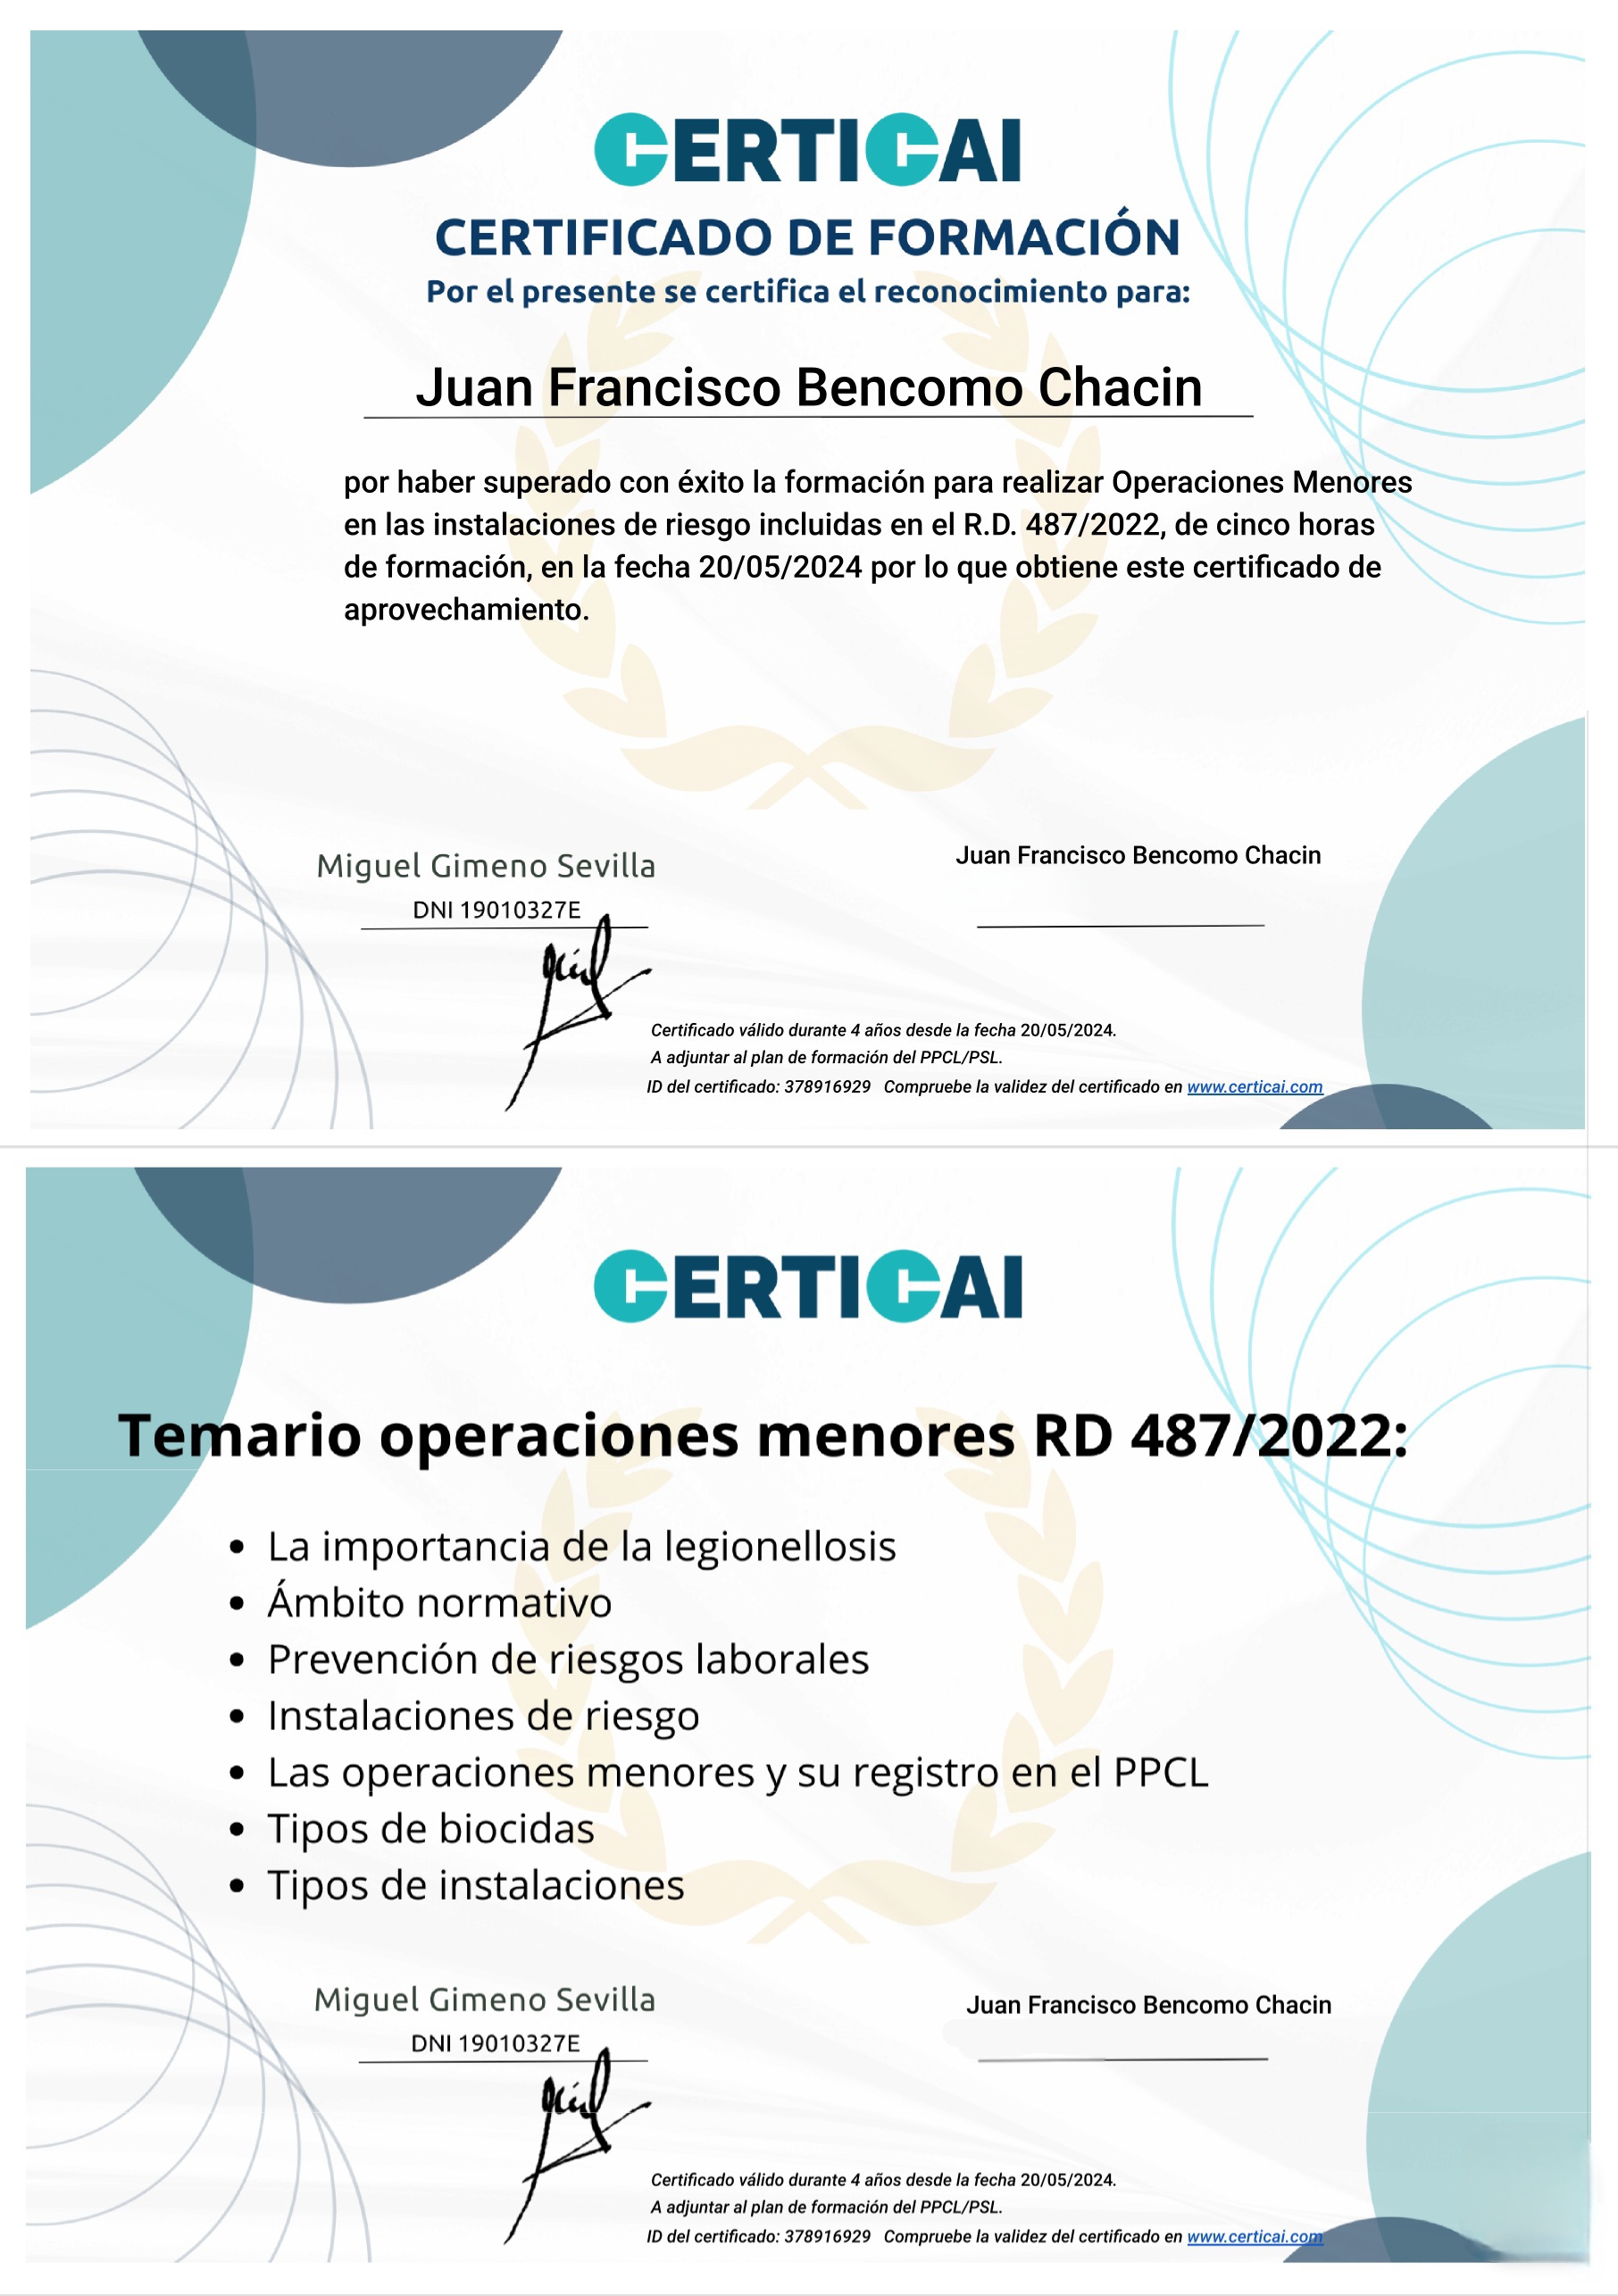 CERTICAI
CERTIFICADO DE FORMACIÓN
Por el presente se certifica el reconocimiento para:
Juan Francisco Bencomo Chacin
por haber superado con éxito la formación para realizar Operaciones Menores
en las instalaciones de riesgo incluidas en el R.D. 487/2022, de cinco horas
de formación, en la fecha 20/05/2024 por lo que obtiene este certificado de
aprovechamiento.
Miguel Gimeno Sevilla
DNI 19010327E
Juan Francisco Bencomo Chacin
Certificado válido durante 4 años desde la fecha 20/05/2024.
A adjuntar al plan de formación del PPCL/PSL.
ID del certificado: 378916929 Compruebe la validez del certificado en www.certicai.com
CERTICAI
Temario operaciones menores RD 487/2022:
• La importancia de la legionellosis
• Ámbito normativo
• Prevención de riesgos laborales
• Instalaciones de riesgo
• Las operaciones menores y su registro en el PPCL
• Tipos de biocidas
• Tipos de instalaciones
Miguel Gimeno Sevilla
DNI 19010327E
Juan Francisco Bencomo Chacin
Certificado válido durante 4 años desde la fecha 20/05/2024.
A adjuntar al plan de formación del PPCL/PSL.
ID del certificado: 378916929 Compruebe la validez del certificado en www.certicai.com